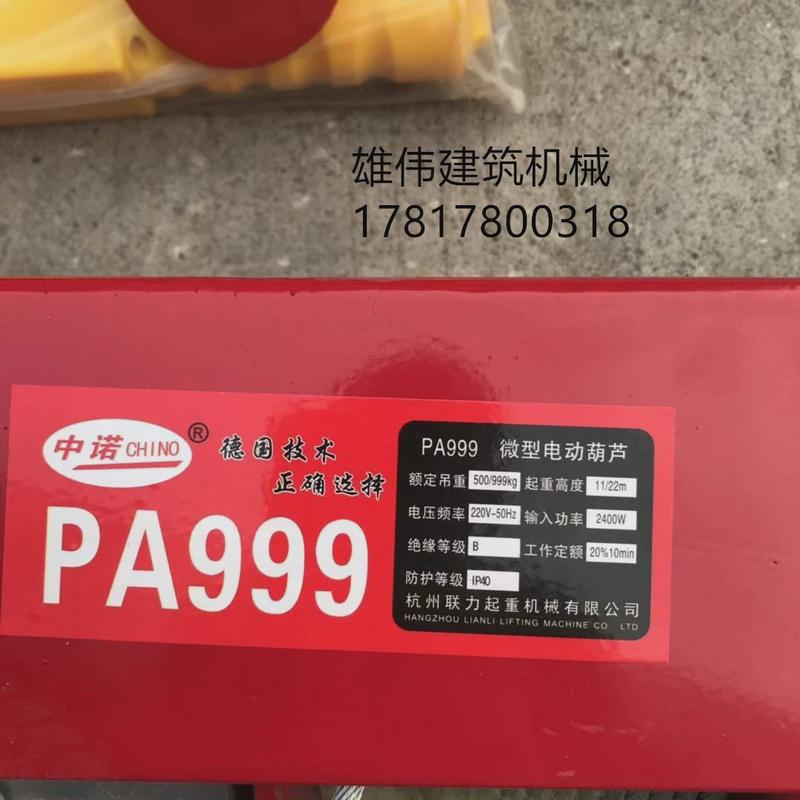 雄伟建筑机械
17817800318
中诺CHINO®
德国技术
正确选择
PA999
PA999 微型电动葫芦
额定吊重 500/999kg 起重高度 11/22m
电压频率 220V-50Hz 输入功率 2400W
绝缘等级 B 工作定额 20%10min
防护等级 IP40
杭州联力起重机械有限公司
HANGZHOU LIANLI LIFTING MACHINE CO. LTD